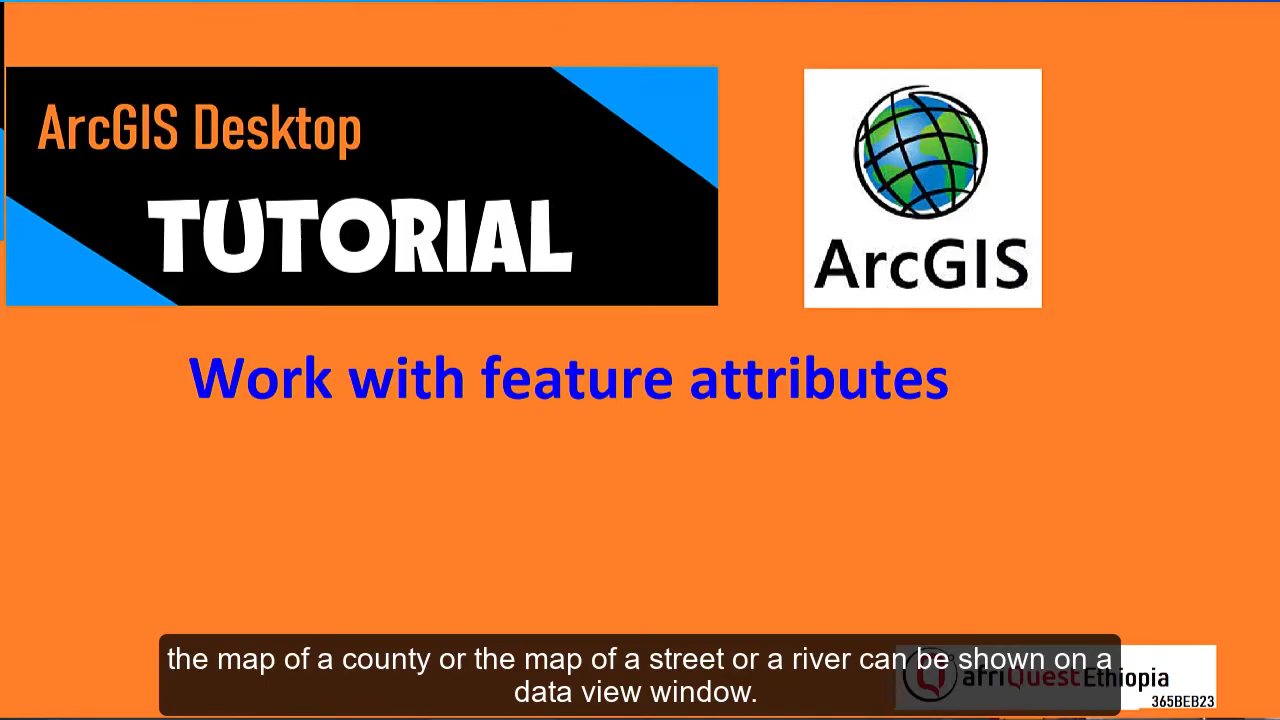 ArcGIS Desktop
TUTORIAL
ArcGIS
Work with feature attributes
the map of a county or the map of a street or a river can be shown on a
data view window.
afriQuest Ethiopia
365BEB23